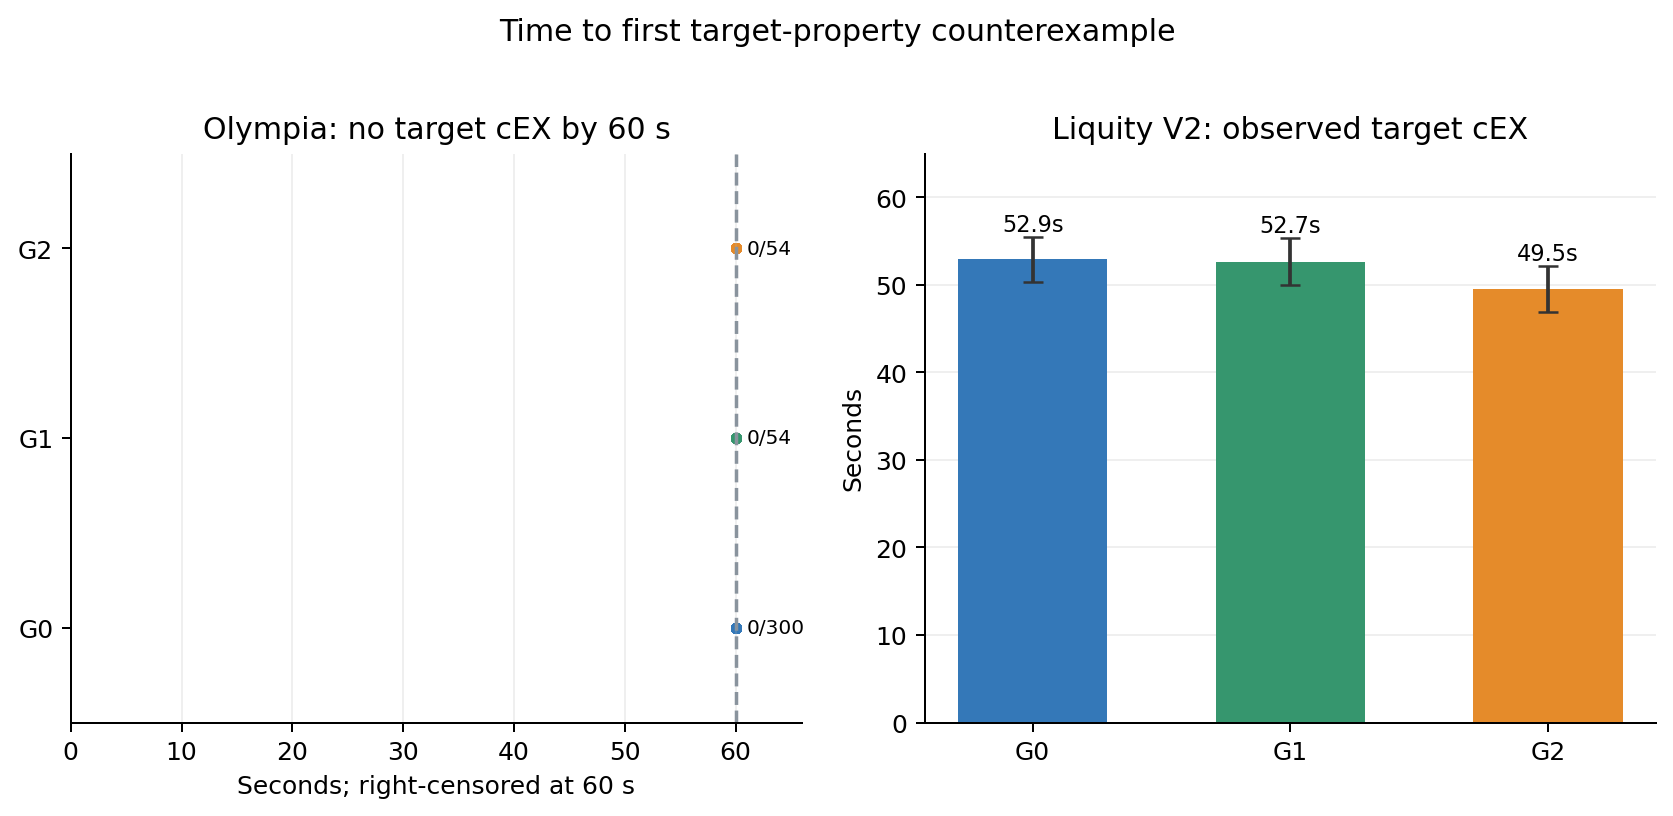 Time to first target-property counterexample
Olympia: no target cEX by 60 s
G2
0/54
G1
0/54
G0
0/300
0 10 20 30 40 50 60
Seconds; right-censored at 60 s
Liquity V2: observed target cEX
Seconds
60
50
40
30
20
10
0
52.9s
52.7s
49.5s
G0 G1 G2